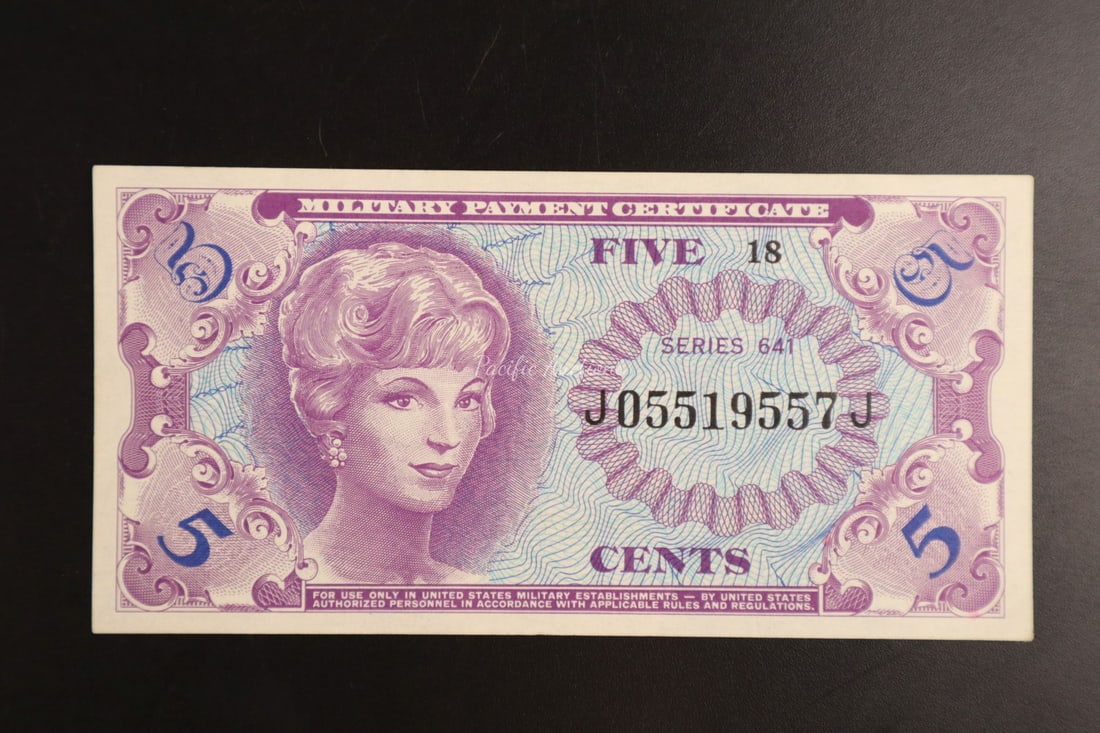 MILITARY PAYMENT CERTIFICATE
5
FIVE 18
5
SERIES 641
Pacific
J05519557J
5
CENTS
5
FOR USE ONLY IN UNITED STATES MILITARY ESTABLISHMENTS — BY UNITED STATES
AUTHORIZED PERSONNEL IN ACCORDANCE WITH APPLICABLE RULES AND REGULATIONS.